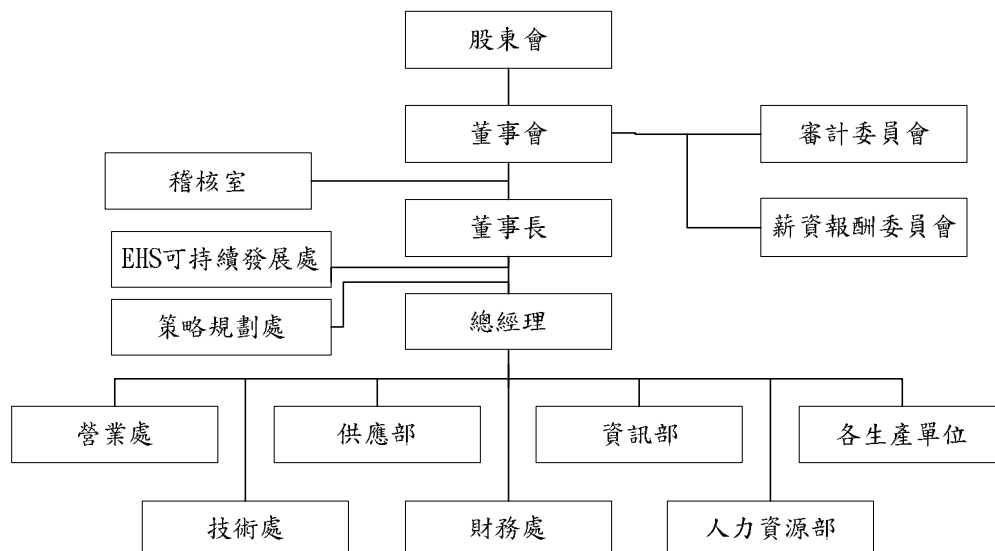 股東會
董事會
審計委員會
稽核室
董事長
薪資報酬委員會
EHS可持續發展處
策略規劃處
總經理
營業處
供應部
資訊部
各生產單位
技術處
財務處
人力資源部